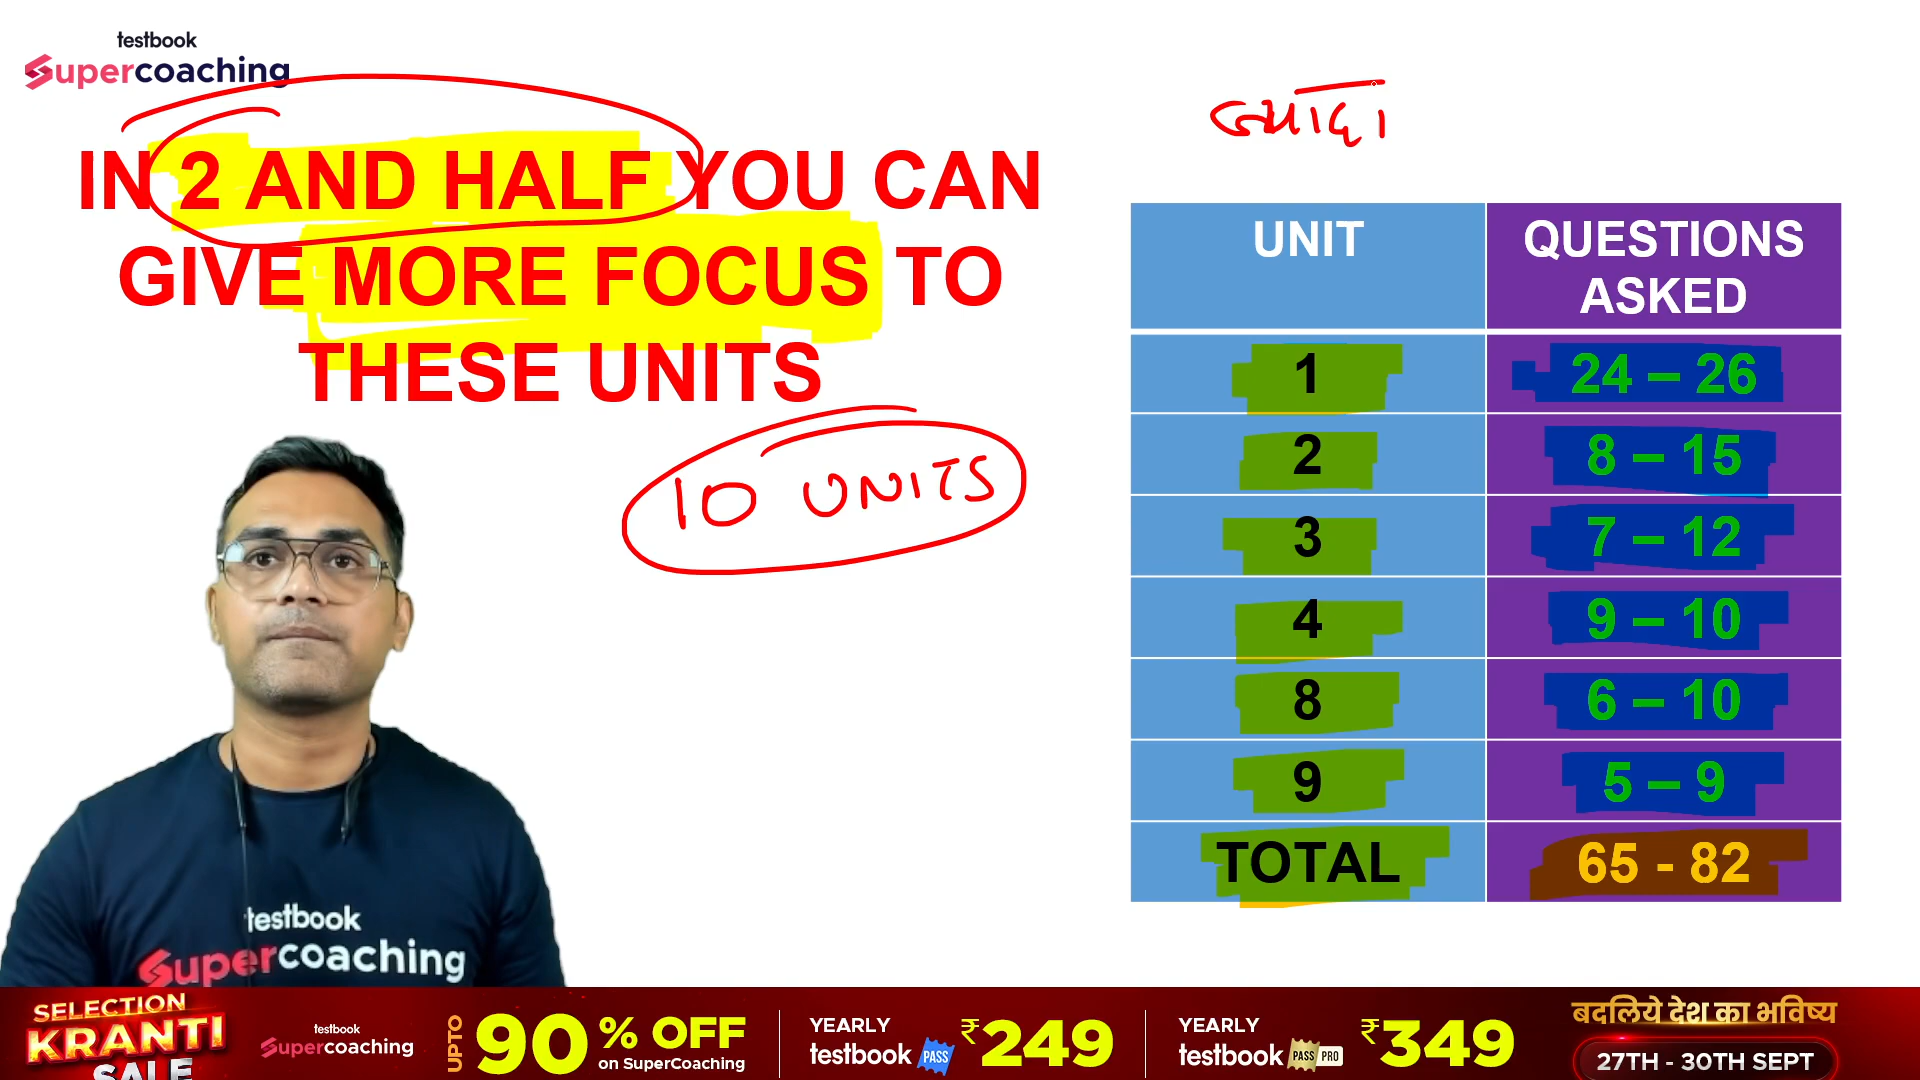 testbook
Supercoaching
IN 2 AND HALF YOU CAN
GIVE MORE FOCUS TO
THESE UNITS
10 UNITS
ज्यादा
UNIT QUESTIONS ASKED
1 24 – 26
2 8 – 15
3 7 – 12
4 9 – 10
8 6 – 10
9 5 – 9
TOTAL 65 - 82
testbook
Supercoaching
SELECTION
KRANTI
SALE
testbook
Supercoaching
UPTO 90% OFF
on SuperCoaching
YEARLY
testbook PASS
₹249
YEARLY
testbook PASS PRO
₹349
बदलिये देश का भविष्य
27TH - 30TH SEPT